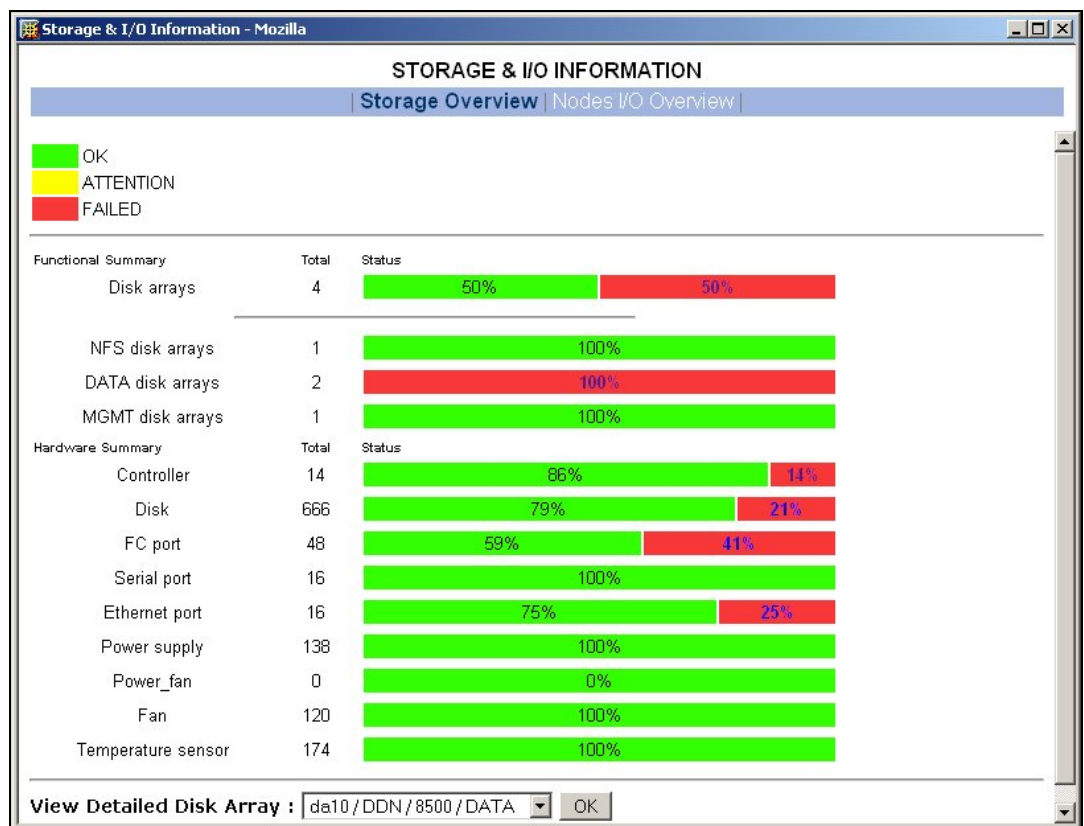 Storage & I/O Information - Mozilla
STORAGE & I/O INFORMATION
| Storage Overview | Nodes I/O Overview |
OK
ATTENTION
FAILED
Functional Summary Total Status
Disk arrays 4 50% 50%
NFS disk arrays 1 100%
DATA disk arrays 2 100%
MGMT disk arrays 1 100%
Hardware Summary Total Status
Controller 14 86% 14%
Disk 666 79% 21%
FC port 48 59% 41%
Serial port 16 100%
Ethernet port 16 75% 25%
Power supply 138 100%
Power_fan 0 0%
Fan 120 100%
Temperature sensor 174 100%
View Detailed Disk Array : da10 / DDN / 8500 / DATA OK